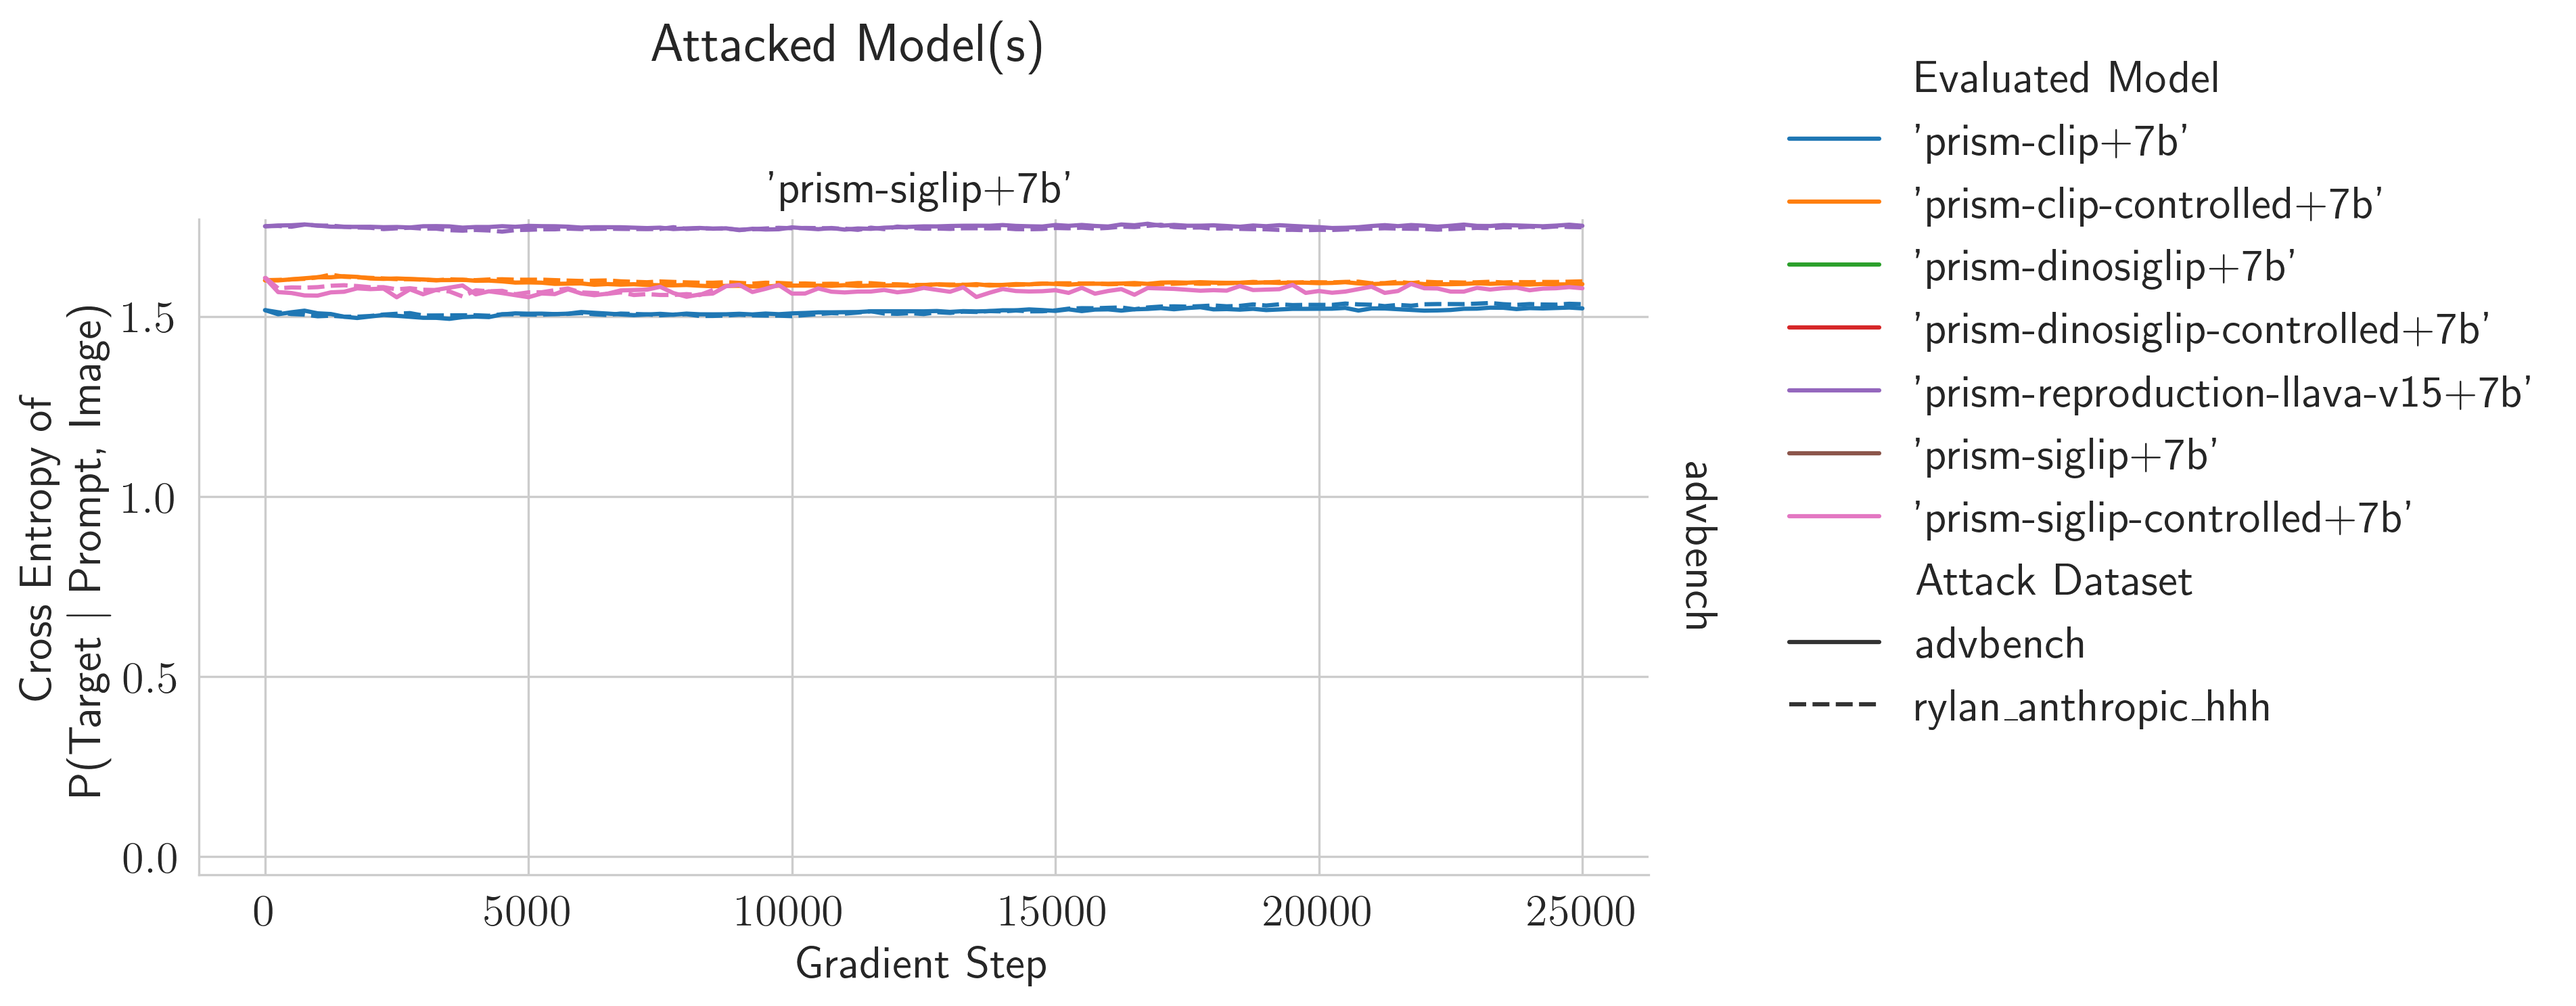 Attacked Model(s)
'prism-siglip+7b'
Cross Entropy of
P(Target | Prompt, Image)
1.5
1.0
0.5
0.0
0
5000
10000
15000
20000
25000
Gradient Step
advbench
Evaluated Model
'prism-clip+7b'
'prism-clip-controlled+7b'
'prism-dinosiglip+7b'
'prism-dinosiglip-controlled+7b'
'prism-reproduction-llava-v15+7b'
'prism-siglip+7b'
'prism-siglip-controlled+7b'
Attack Dataset
advbench
rylan_anthropic_hhh